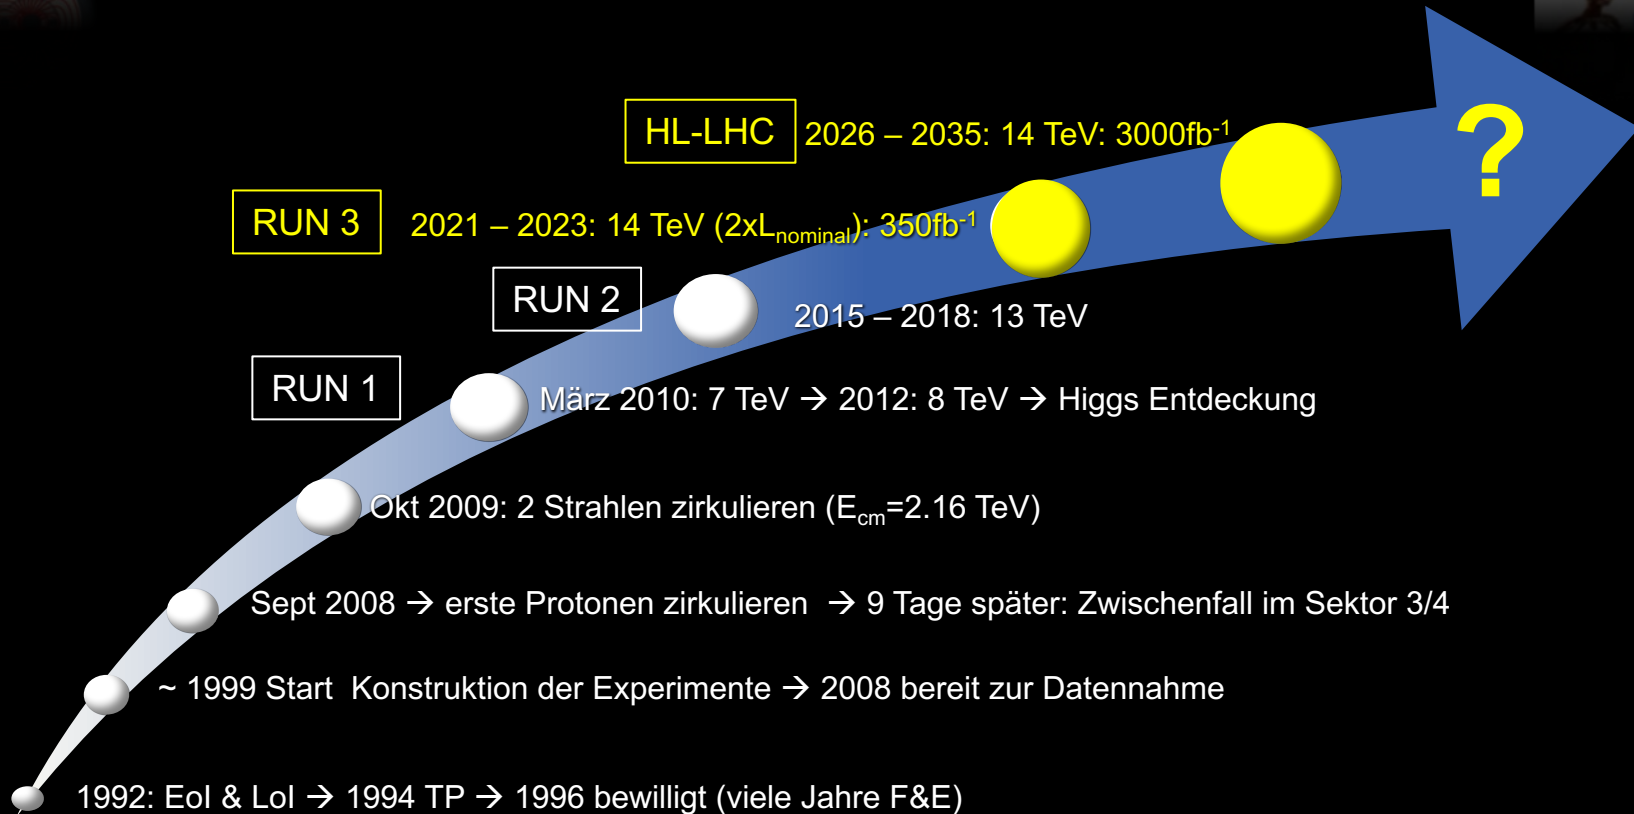 ?
HL-LHC 2026 – 2035: 14 TeV: 3000fb⁻¹
RUN 3 2021 – 2023: 14 TeV (2xLₙₒₘᵢₙₐₗ): 350fb⁻¹
RUN 2 2015 – 2018: 13 TeV
RUN 1 März 2010: 7 TeV → 2012: 8 TeV → Higgs Entdeckung
Okt 2009: 2 Strahlen zirkulieren (E_cm=2.16 TeV)
Sept 2008 → erste Protonen zirkulieren → 9 Tage später: Zwischenfall im Sektor 3/4
~ 1999 Start Konstruktion der Experimente → 2008 bereit zur Datennahme
1992: EoI & LoI → 1994 TP → 1996 bewilligt (viele Jahre F&E)